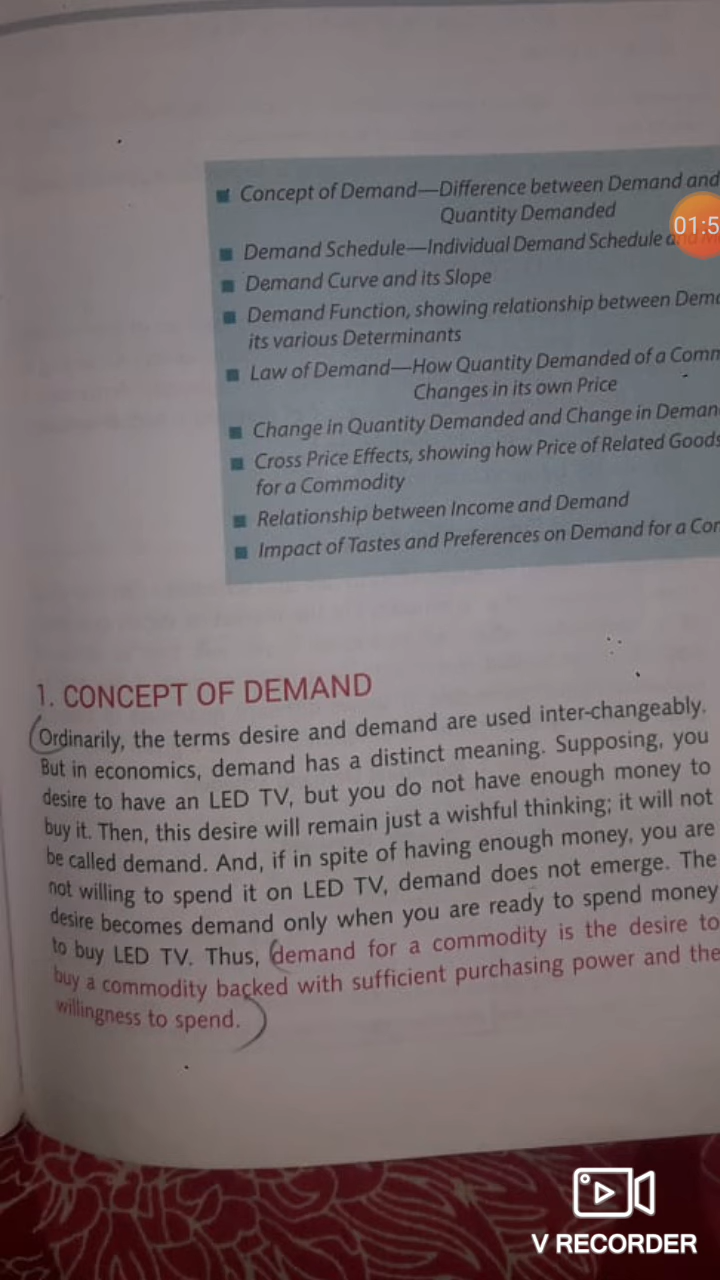 Concept of Demand—Difference between Demand and
Quantity Demanded
01:5
Demand Schedule—Individual Demand Schedule
Demand Curve and its Slope
Demand Function, showing relationship between
its various Determinants
Law of Demand—How Quantity Demanded of a
Changes in its own Price
Change in Quantity Demanded and Change in
Cross Price Effects, showing how Price of Related Goods
for a Commodity
Relationship between Income and Demand
Impact of Tastes and Preferences on Demand for a
1. CONCEPT OF DEMAND
Ordinarily, the terms desire and demand are used inter-changeably.
But in economics, demand has a distinct meaning. Supposing, you
desire to have an LED TV, but you do not have enough money to
buy it. Then, this desire will remain just a wishful thinking; it will not
be called demand. And, if in spite of having enough money, you are
not willing to spend it on LED TV, demand does not emerge. The
desire becomes demand only when you are ready to spend money
to buy LED TV. Thus, demand for a commodity is the desire to
buy a commodity backed with sufficient purchasing power and the
willingness to spend.
V RECORDER